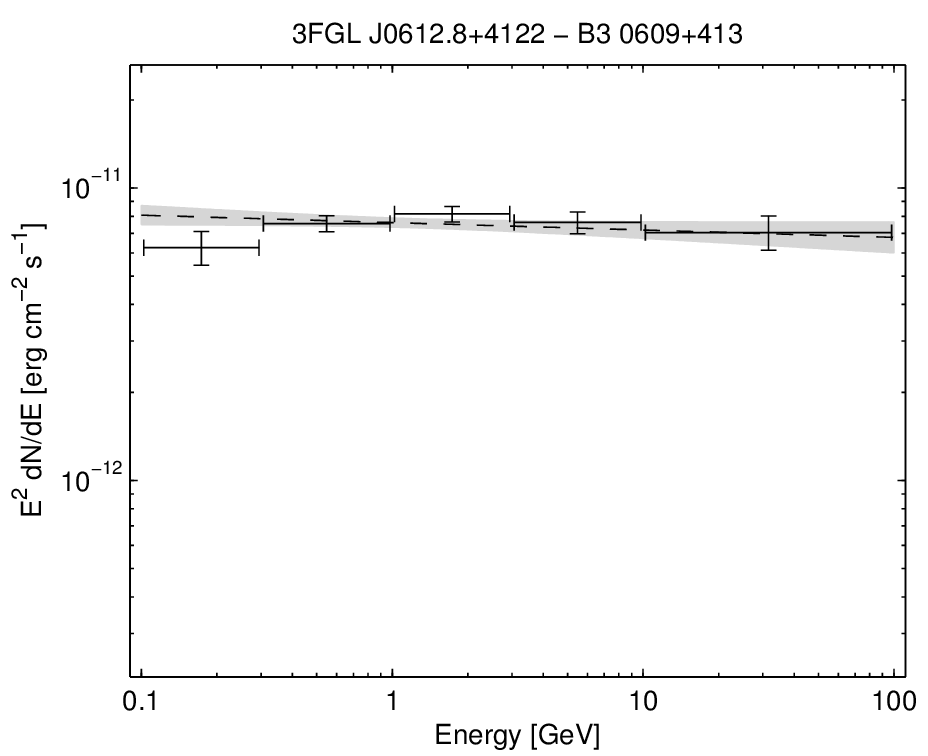 3FGL J0612.8+4122 − B3 0609+413
10⁻¹¹
10⁻¹²
E² dN/dE [erg cm⁻² s⁻¹]
0.1 1 10 100
Energy [GeV]